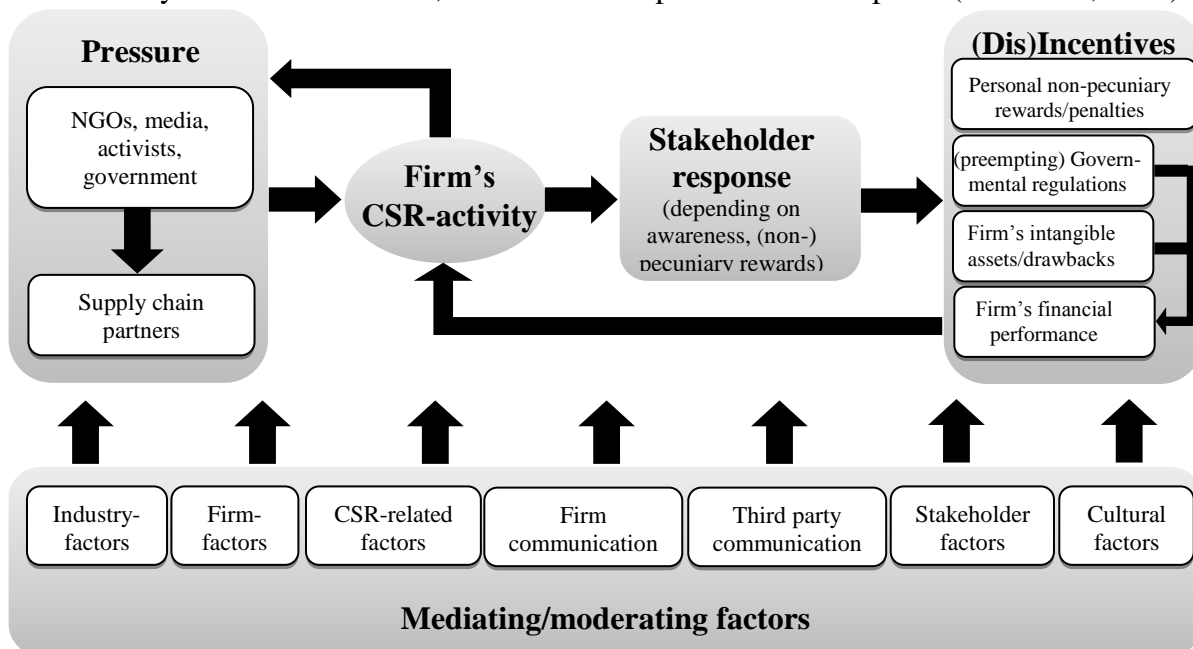 Pressure
NGOs, media,
activists,
government
Supply chain
partners
Firm's
CSR-activity
Stakeholder
response
(depending on
awareness, (non-)
pecuniary rewards)
(Dis)Incentives
Personal non-pecuniary
rewards/penalties
(preempting) Govern-
mental regulations
Firm's intangible
assets/drawbacks
Firm's financial
performance
Industry-
factors
Firm-
factors
CSR-related
factors
Firm
communication
Third party
communication
Stakeholder
factors
Cultural
factors
Mediating/moderating factors